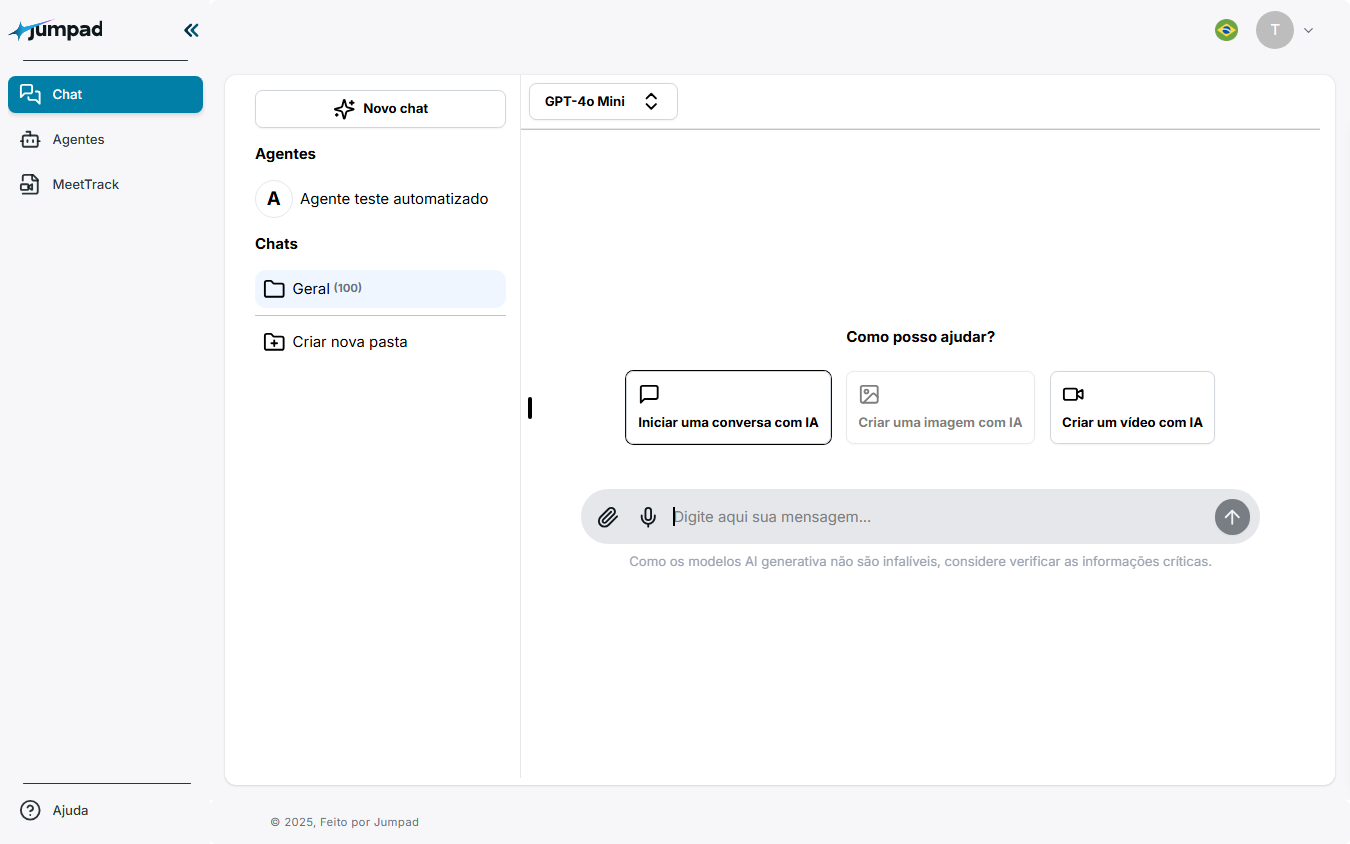 jumpad
T
Chat
Agentes
MeetTrack
Novo chat
Agentes
A
Agente teste automatizado
Chats
Geral (100)
Criar nova pasta
GPT-4o Mini
Como posso ajudar?
Iniciar uma conversa com IA
Criar uma imagem com IA
Criar um vídeo com IA
Digite aqui sua mensagem...
Como os modelos AI generativa não são infalíveis, considere verificar as informações críticas.
Ajuda
© 2025, Feito por Jumpad